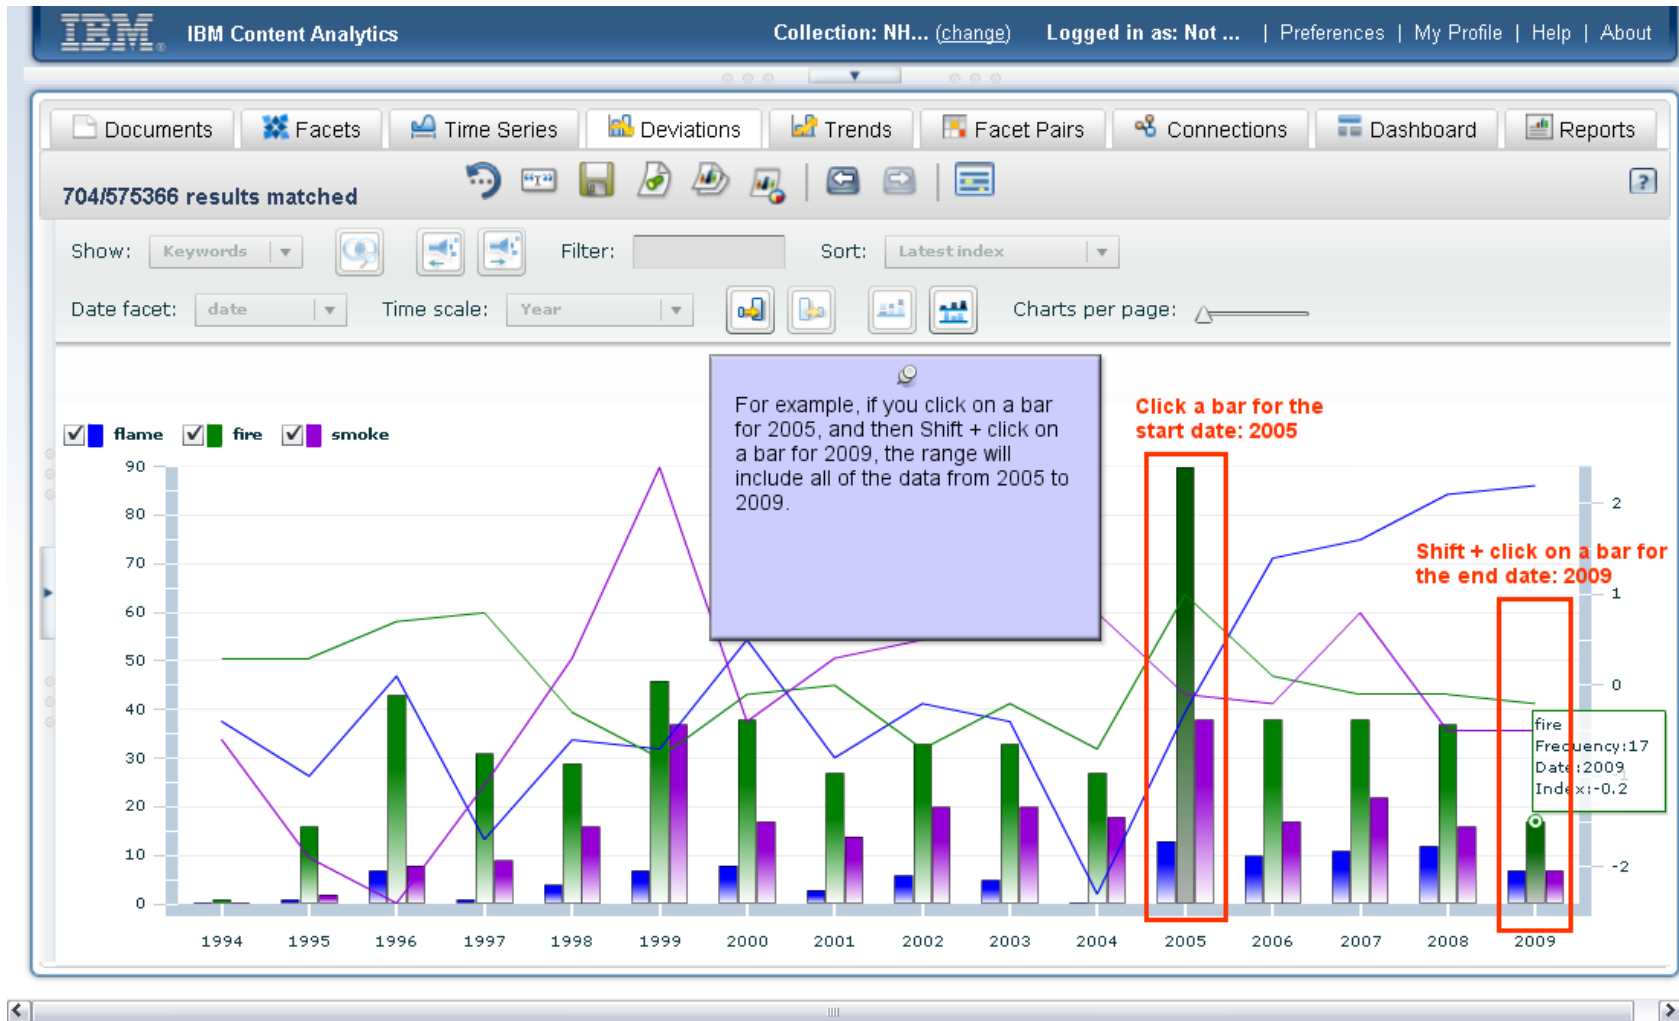 IBM IBM Content Analytics Collection: NH... (change) Logged in as: Not ... | Preferences | My Profile | Help | About
Documents Facets Time Series Deviations Trends Facet Pairs Connections Dashboard Reports
704/575366 results matched
Show: Keywords Filter: Sort: Latest index
Date facet: date Time scale: Year Charts per page:
For example, if you click on a bar
for 2005, and then Shift + click on
a bar for 2009, the range will
include all of the data from 2005 to
2009.
Click a bar for the
start date: 2005
Shift + click on a bar for
the end date: 2009
flame fire smoke
90
80
70
60
50
40
30
20
10
0
2
1
0
-1
-2
fire
Frequency:17
Date:2009
Index:-0.2
1994 1995 1996 1997 1998 1999 2000 2001 2002 2003 2004 2005 2006 2007 2008 2009